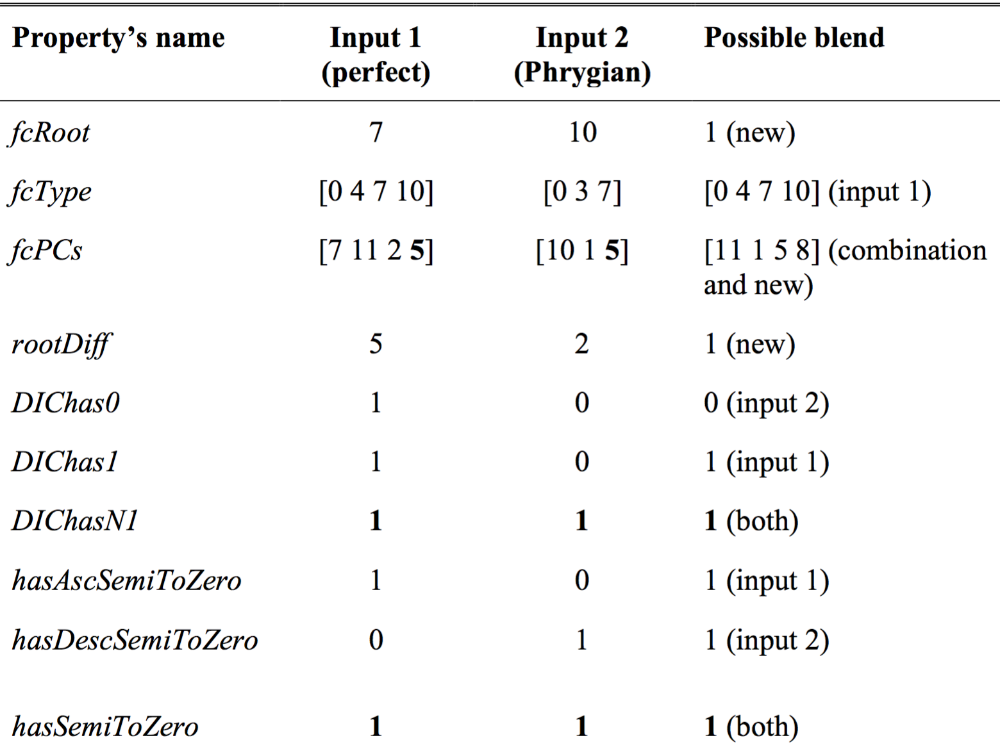 Property’s name Input 1 Input 2 Possible blend
(perfect) (Phrygian)
fcRoot 7 10 1 (new)
fcType [0 4 7 10] [0 3 7] [0 4 7 10] (input 1)
fcPCs [7 11 2 5] [10 1 5] [11 1 5 8] (combination
and new)
rootDiff 5 2 1 (new)
DIChas0 1 0 0 (input 2)
DIChas1 1 0 1 (input 1)
DIChasN1 1 1 1 (both)
hasAscSemiToZero 1 0 1 (input 1)
hasDescSemiToZero 0 1 1 (input 2)
hasSemiToZero 1 1 1 (both)